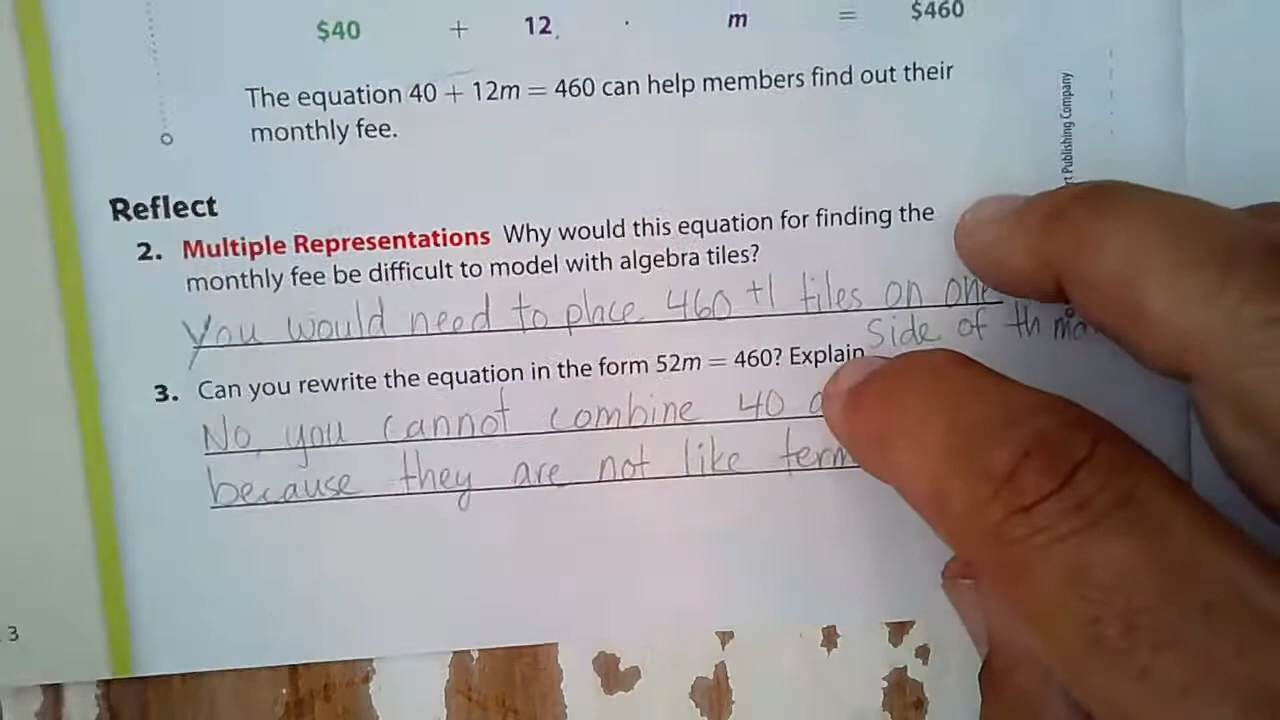 $40 + 12 · m = $460
The equation 40 + 12m = 460 can help members find out their
monthly fee.
Reflect
2. Multiple Representations Why would this equation for finding the
monthly fee be difficult to model with algebra tiles?
You would need to place 460 +1 tiles on one
side of th
3. Can you rewrite the equation in the form 52m = 460? Explain
No, you cannot combine 40
because they are not like
Publishing Company
3